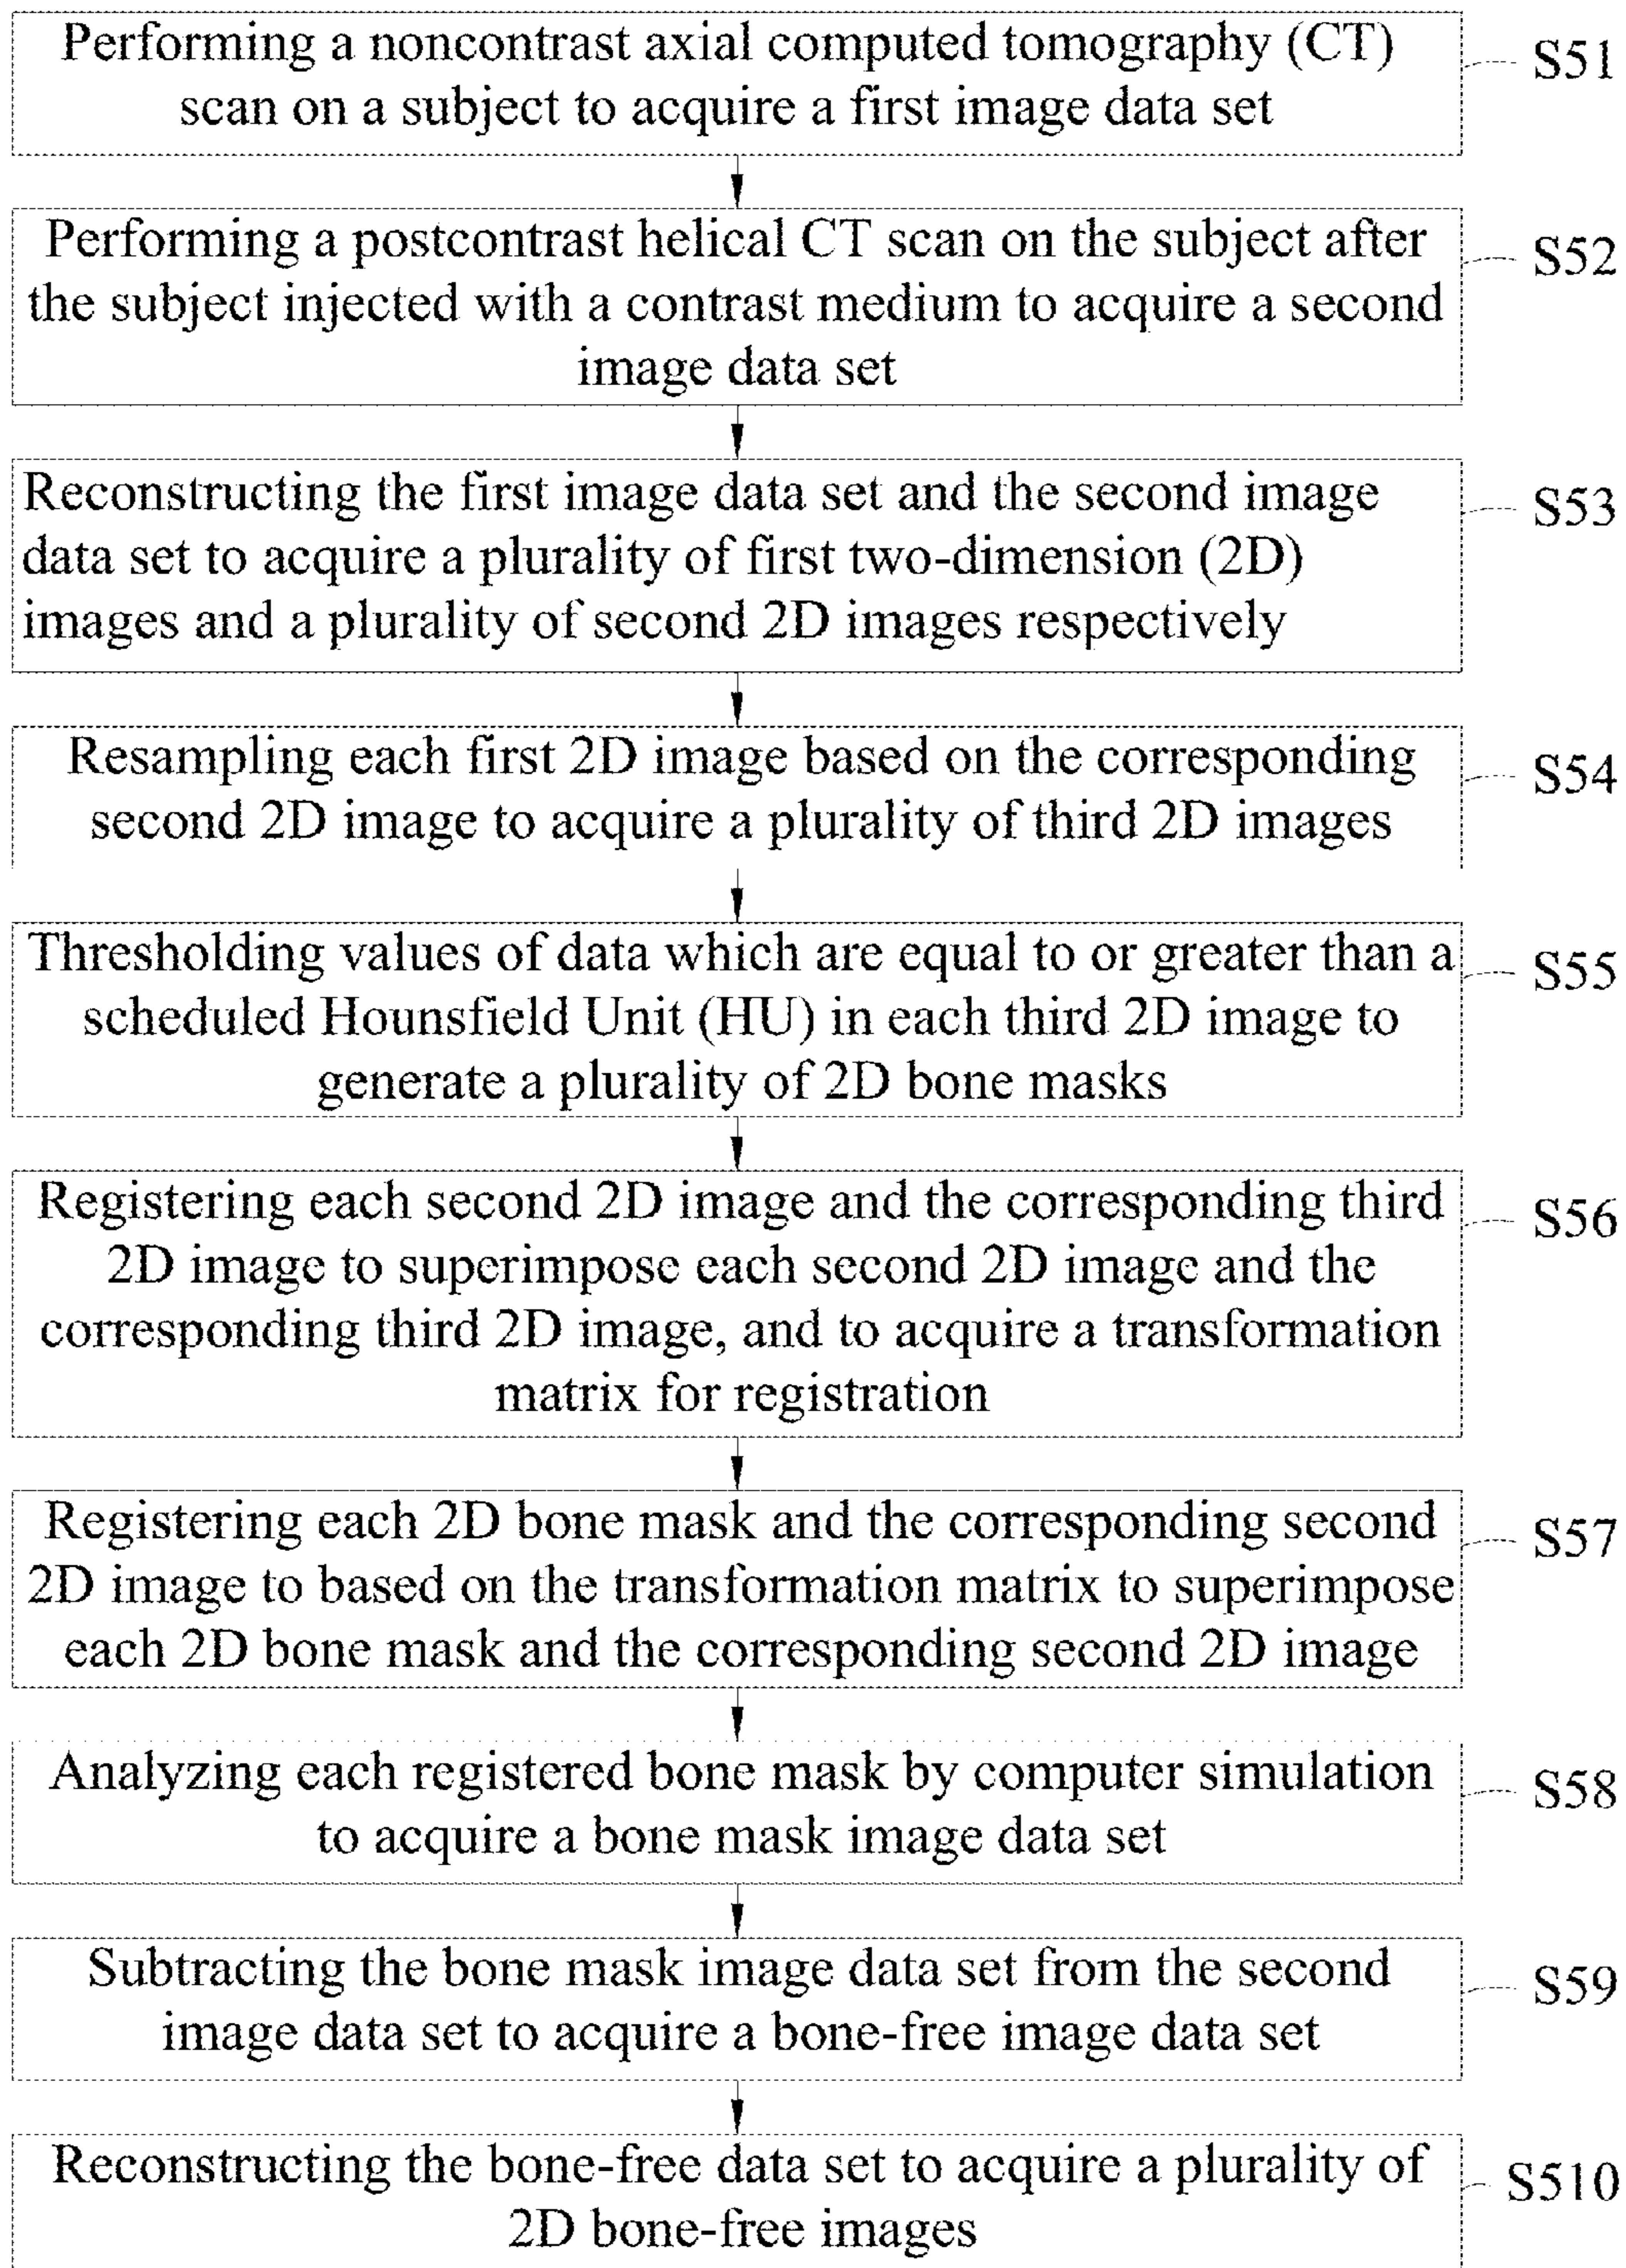 Performing a noncontrast axial computed tomography (CT)
scan on a subject to acquire a first image data set
S51
Performing a postcontrast helical CT scan on the subject after
the subject injected with a contrast medium to acquire a second
image data set
S52
Reconstructing the first image data set and the second image
data set to acquire a plurality of first two-dimension (2D)
images and a plurality of second 2D images respectively
S53
Resampling each first 2D image based on the corresponding
second 2D image to acquire a plurality of third 2D images
S54
Thresholding values of data which are equal to or greater than a
scheduled Hounsfield Unit (HU) in each third 2D image to
generate a plurality of 2D bone masks
S55
Registering each second 2D image and the corresponding third
2D image to superimpose each second 2D image and the
corresponding third 2D image, and to acquire a transformation
matrix for registration
S56
Registering each 2D bone mask and the corresponding second
2D image to based on the transformation matrix to superimpose
each 2D bone mask and the corresponding second 2D image
S57
Analyzing each registered bone mask by computer simulation
to acquire a bone mask image data set
S58
Subtracting the bone mask image data set from the second
image data set to acquire a bone-free image data set
S59
Reconstructing the bone-free data set to acquire a plurality of
2D bone-free images
S510